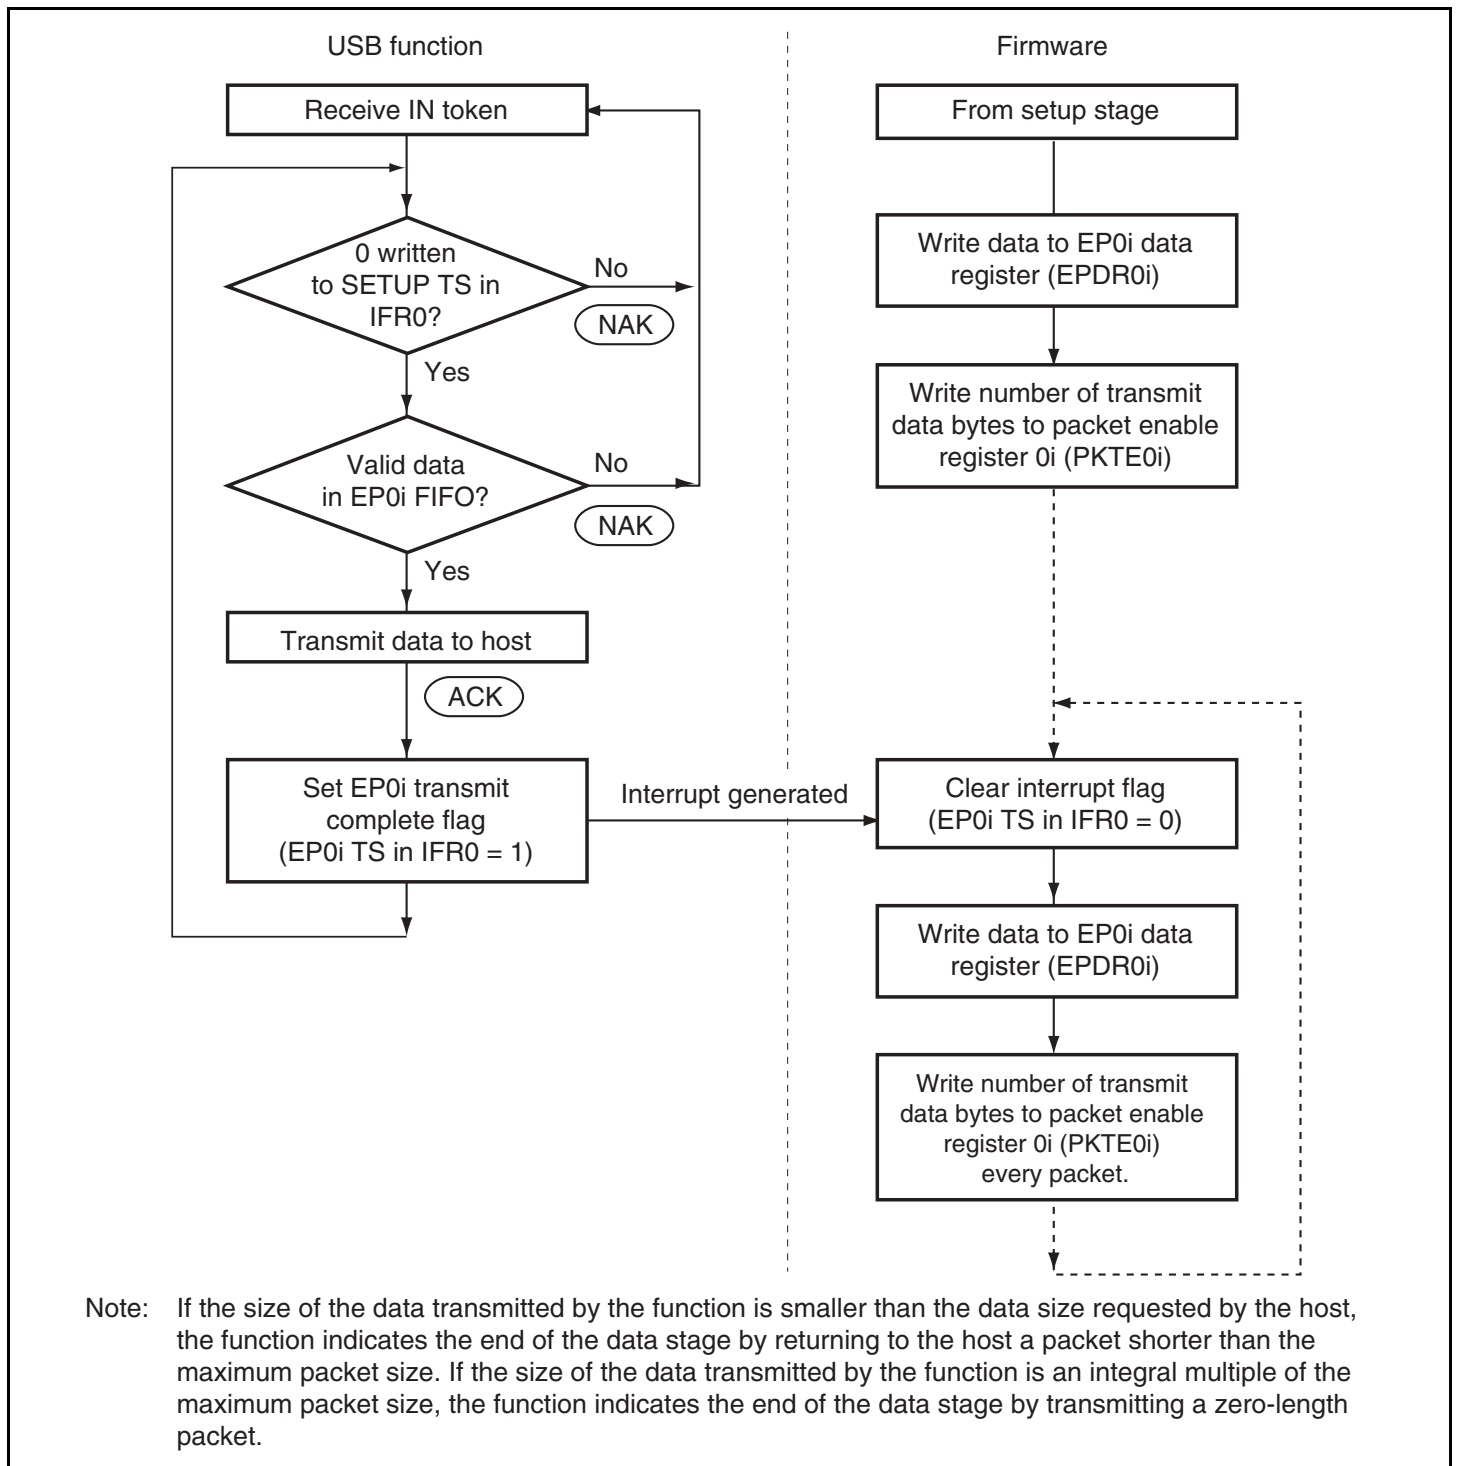 USB function
Receive IN token
0 written
to SETUP TS in
IFR0?
No
NAK
Yes
Valid data
in EP0i FIFO?
No
NAK
Yes
Transmit data to host
ACK
Set EP0i transmit
complete flag
(EP0i TS in IFR0 = 1)
Interrupt generated
Firmware
From setup stage
Write data to EP0i data
register (EPDR0i)
Write number of transmit
data bytes to packet enable
register 0i (PKTE0i)
Clear interrupt flag
(EP0i TS in IFR0 = 0)
Write data to EP0i data
register (EPDR0i)
Write number of transmit
data bytes to packet enable
register 0i (PKTE0i)
every packet.
Note: If the size of the data transmitted by the function is smaller than the data size requested by the host,
the function indicates the end of the data stage by returning to the host a packet shorter than the
maximum packet size. If the size of the data transmitted by the function is an integral multiple of the
maximum packet size, the function indicates the end of the data stage by transmitting a zero-length
packet.